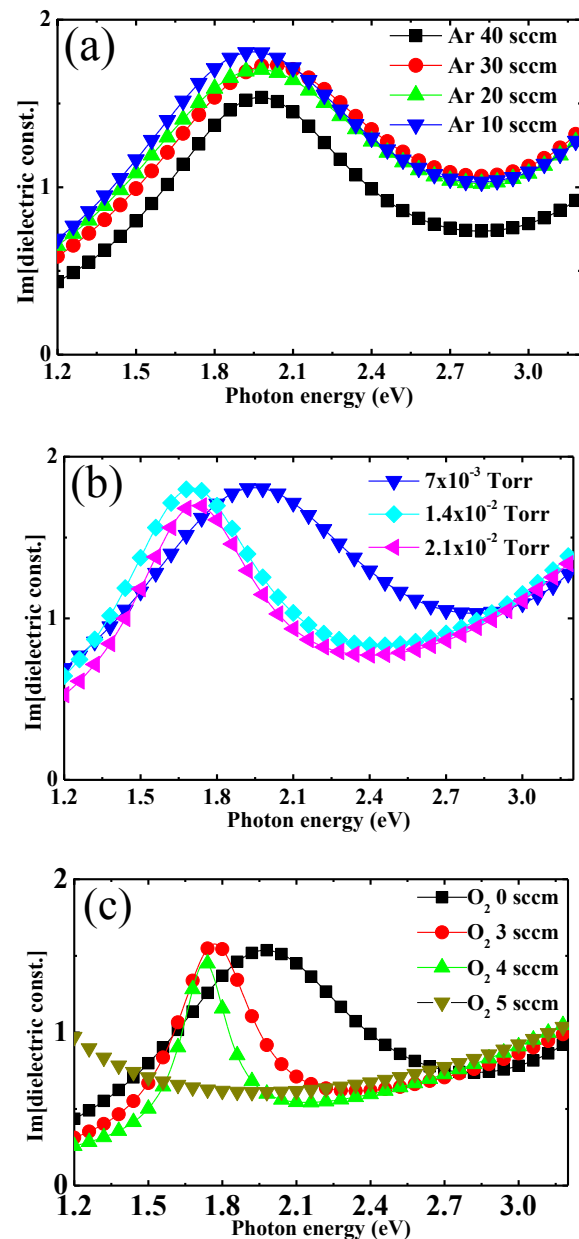 (a)
Ar 40 sccm
Ar 30 sccm
Ar 20 sccm
Ar 10 sccm
2
1
0
Im[dielectric const.]
1.2 1.5 1.8 2.1 2.4 2.7 3.0
Photon energy (eV)
(b)
7x10⁻³ Torr
1.4x10⁻² Torr
2.1x10⁻² Torr
2
1
0
Im[dielectric const.]
1.2 1.5 1.8 2.1 2.4 2.7 3.0
Photon energy (eV)
(c)
O₂ 0 sccm
O₂ 3 sccm
O₂ 4 sccm
O₂ 5 sccm
2
1
0
Im[dielectric const.]
1.2 1.5 1.8 2.1 2.4 2.7 3.0
Photon energy (eV)